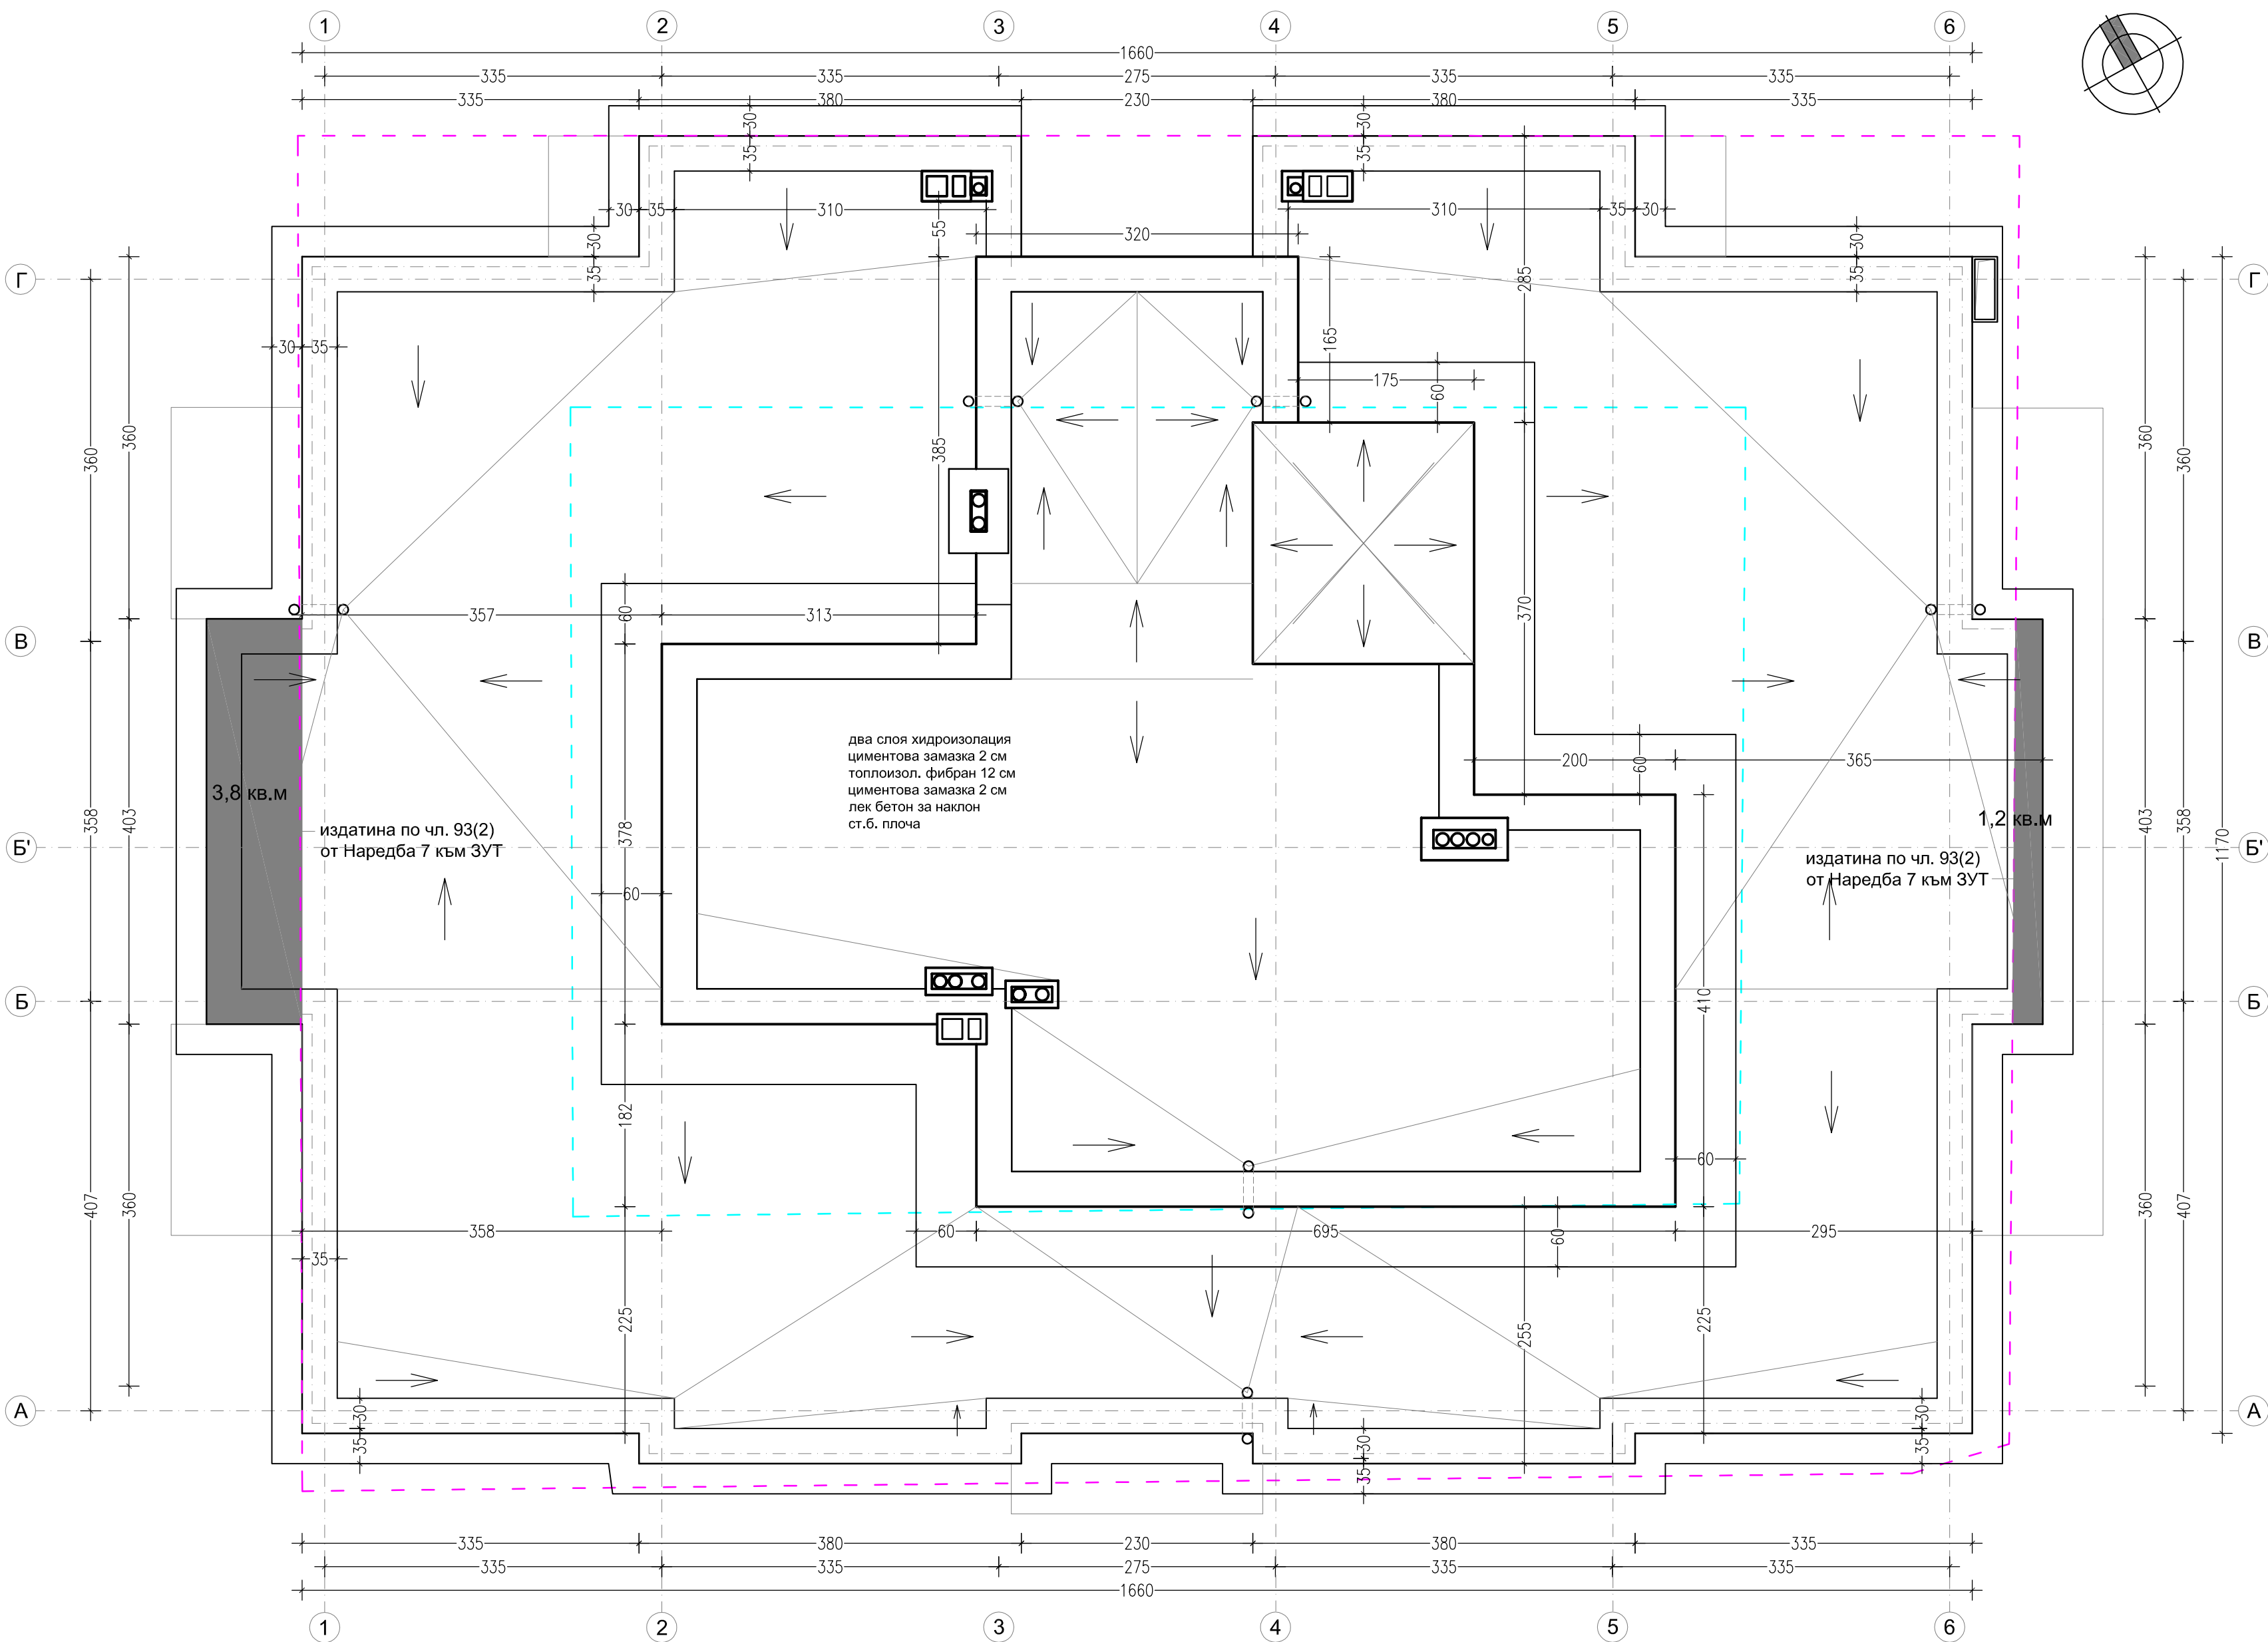 1 2 3 4 5 6
1660
335 335 275 335 335
335 380 230 380 335
30 30
35 35
30 35 310 310 35 30
55
320
30 30
35 35
Г Г
285
165
30 35
175
60
360 360 385 360 360
357 313
60
370
В В
два слоя хидроизолация
циментова замазка 2 см
топлоизол. фибран 12 см
циментова замазка 2 см
лек бетон за наклон
ст.б. плоча
200 60 365
3,8 кв.м
издатина по чл. 93(2)
от Наредба 7 към ЗУТ
1,2 кв.м
издатина по чл. 93(2)
от Наредба 7 към ЗУТ
358 403 378 403 358 1170
Б' Б'
60
Б Б
410
182
60
407 360 360 407
358 60 695 60 295
35
225 255 225
30 30
А А
35 30 35
35
335 380 230 380 335
335 335 275 335 335
1660
1 2 3 4 5 6